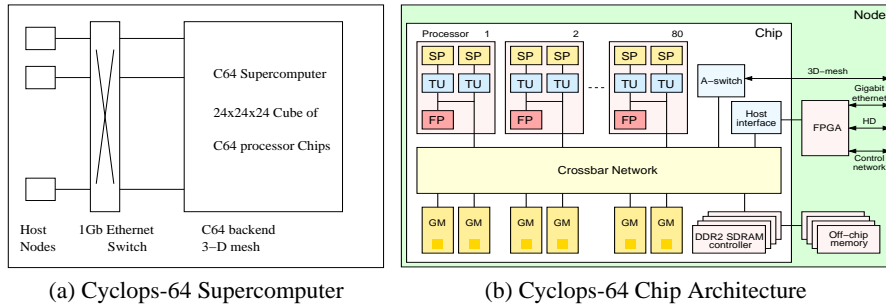 C64 Supercomputer
24x24x24 Cube of
C64 processor Chips
Host
Nodes
1Gb Ethernet
Switch
C64 backend
3-D mesh
(a) Cyclops-64 Supercomputer
Node
Chip
Processor 1
2
80
SP SP SP SP SP SP
TU TU TU TU TU TU
FP FP FP
A-switch
3D-mesh
Gigabit
ethernet
Host
interface
FPGA
HD
Control
network
Crossbar Network
GM GM GM GM GM GM
DDR2 SDRAM
controller
Off-chip
memory
(b) Cyclops-64 Chip Architecture